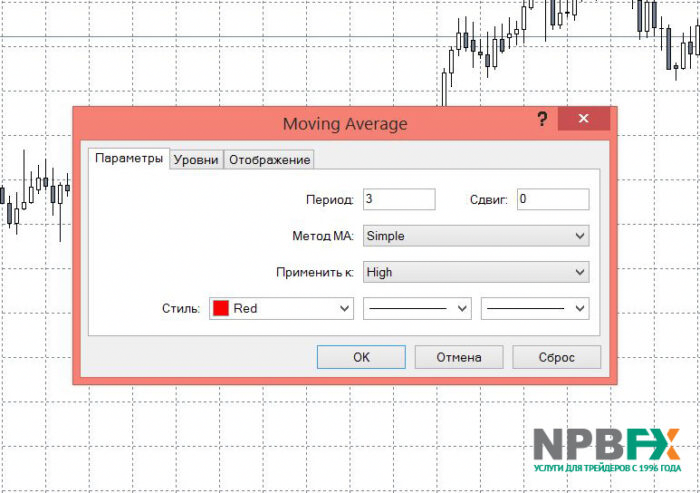 Moving Average
?
Параметры Уровни Отображение
Период: 3 Сдвиг: 0
Метод МА: Simple
Применить к: High
Стиль: Red
OK Отмена Сброс
NPBFX
УСЛУГИ ДЛЯ ТРЕЙДЕРОВ С 1996 ГОДА